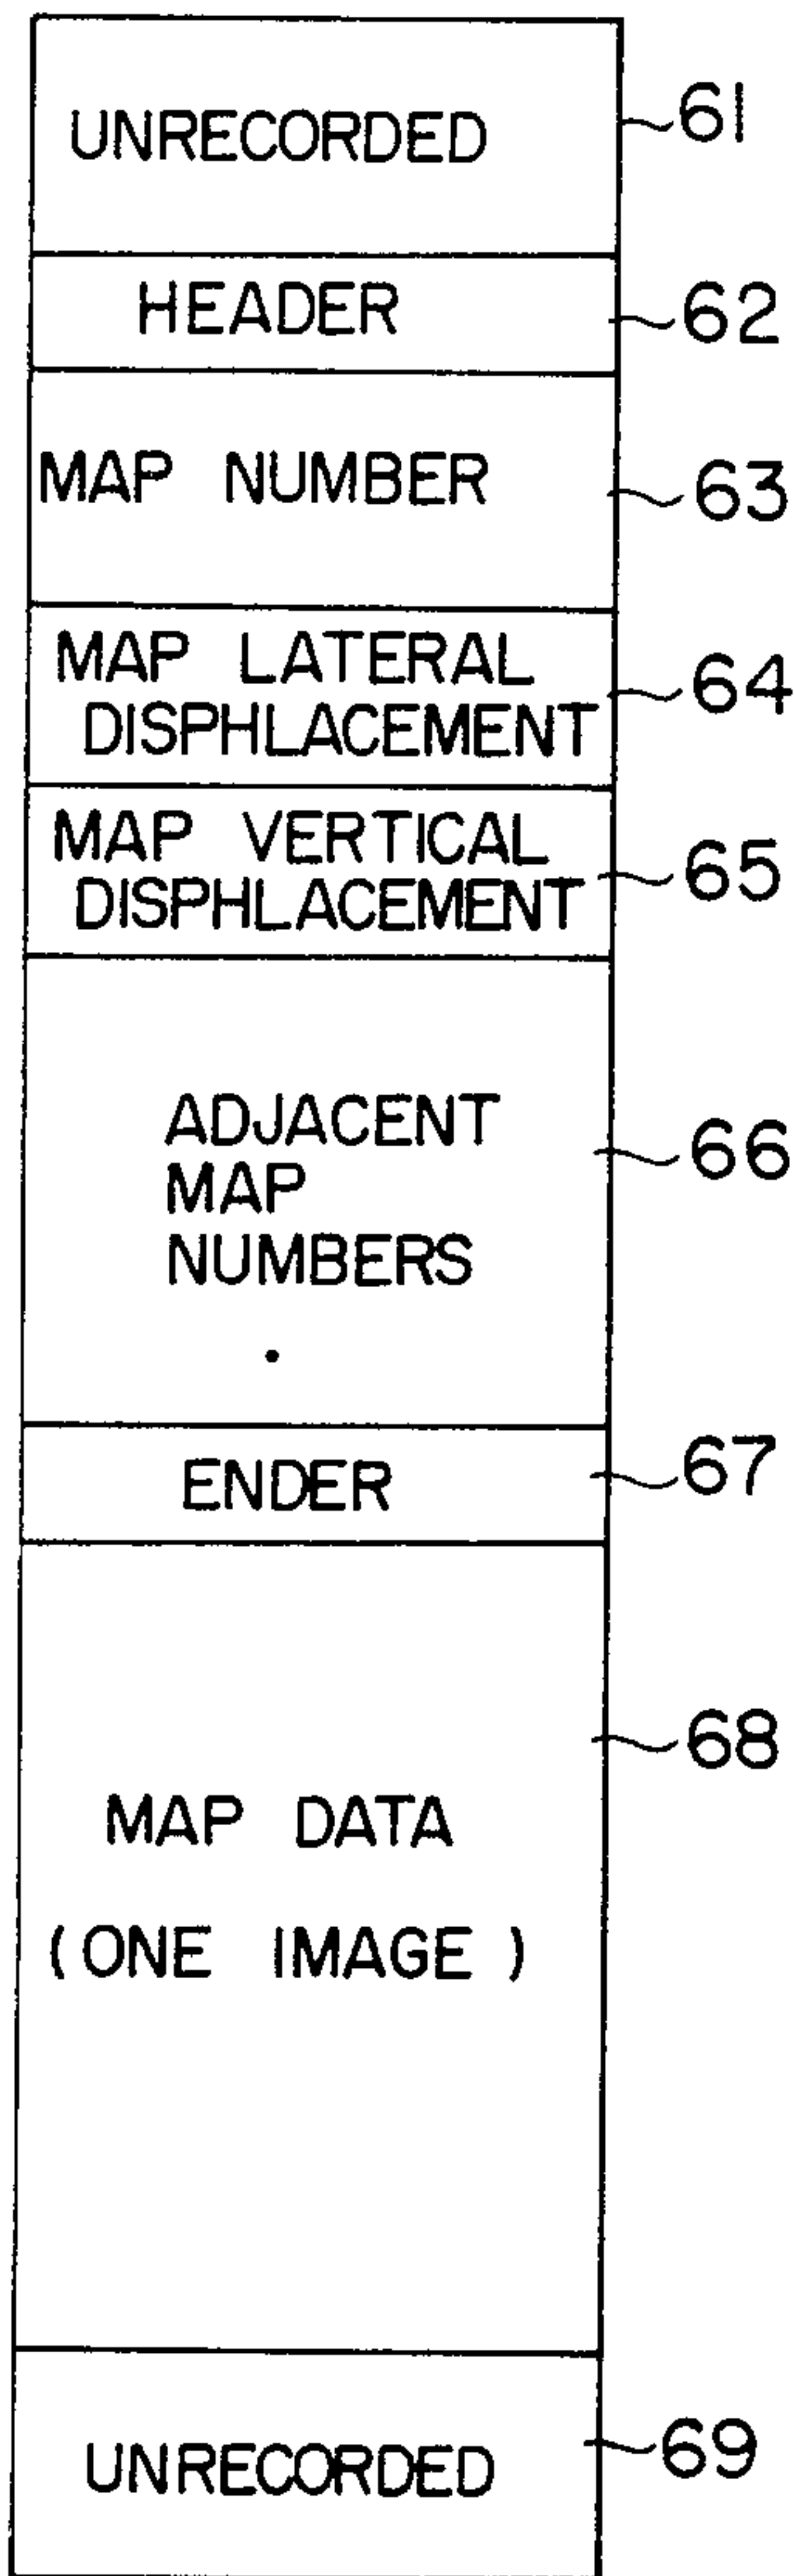 UNRECORDED 61
HEADER 62
MAP NUMBER 63
MAP LATERAL
DISPHLACEMENT 64
MAP VERTICAL
DISPHLACEMENT 65
ADJACENT
MAP 66
NUMBERS
ENDER 67
68
MAP DATA
(ONE IMAGE)
UNRECORDED 69